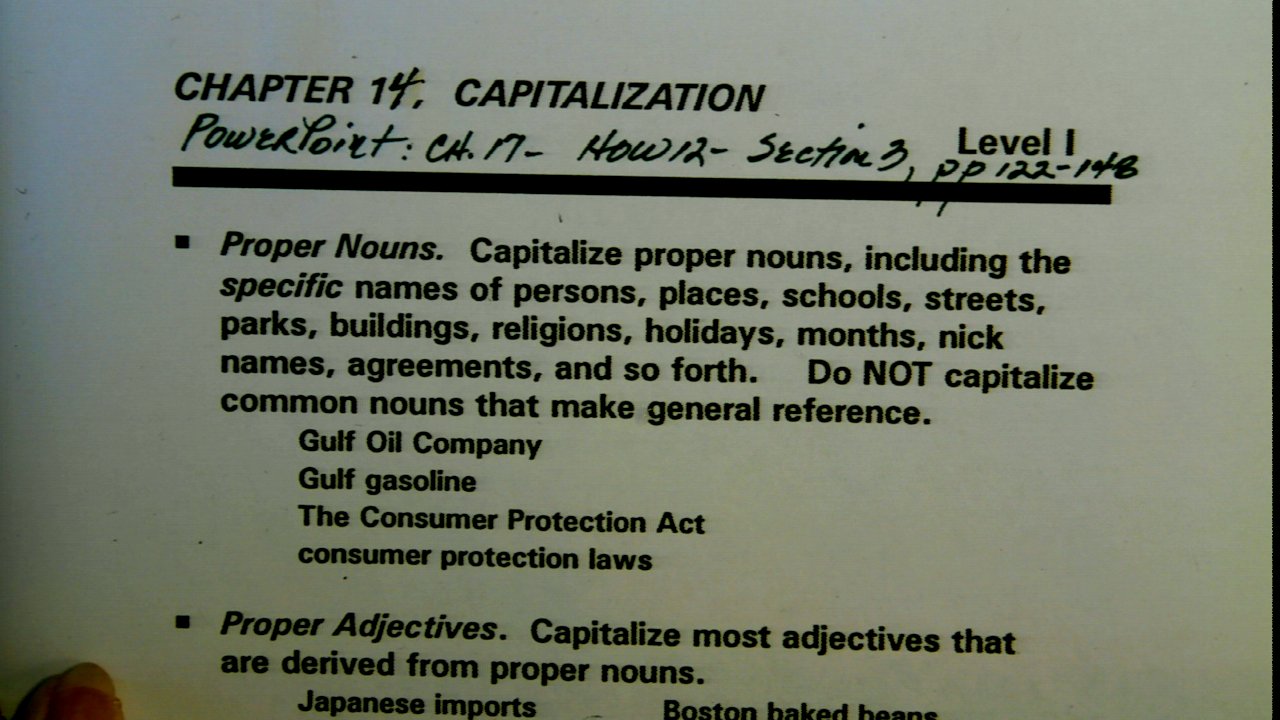 CHAPTER 14, CAPITALIZATION
PowerPoint: CH. 17- HOW12- Section 3, pp 122-148
Level I
■ Proper Nouns. Capitalize proper nouns, including the
specific names of persons, places, schools, streets,
parks, buildings, religions, holidays, months, nick
names, agreements, and so forth. Do NOT capitalize
common nouns that make general reference.
Gulf Oil Company
Gulf gasoline
The Consumer Protection Act
consumer protection laws
■ Proper Adjectives. Capitalize most adjectives that
are derived from proper nouns.
Japanese imports Boston baked beans